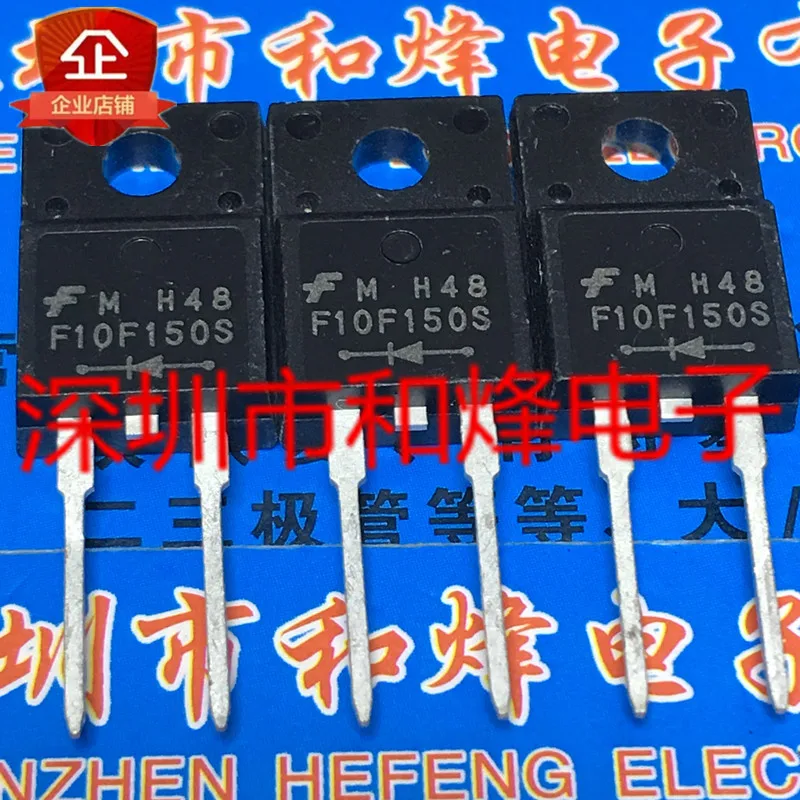 圳市和烽电子
企
企业店铺
M H48
F10F150S
M H48
F10F150S
M H48
F10F150S
深圳市和烽电子
二三极管等等、大
圳市和烽电子
NZHEN HEFENG ELEC